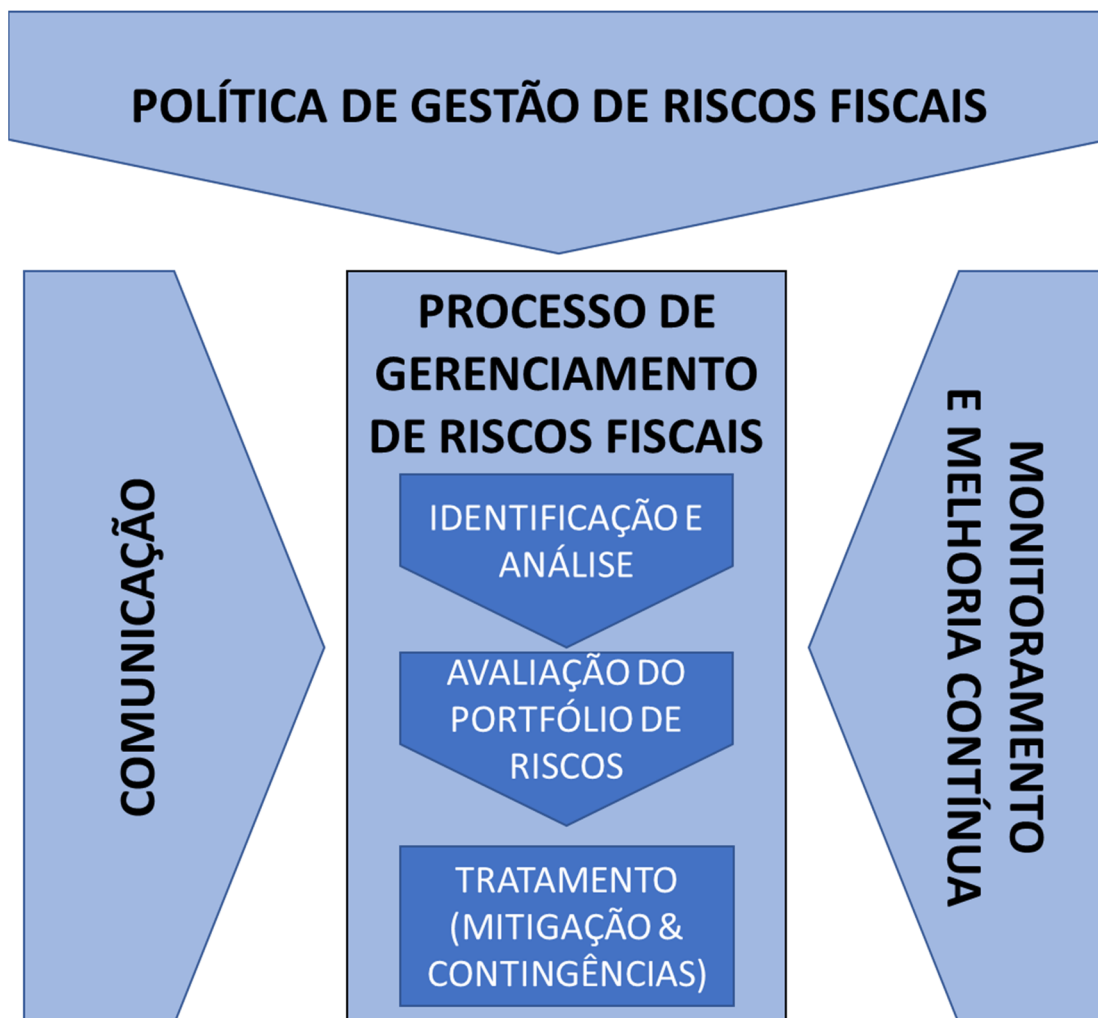 POLÍTICA DE GESTÃO DE RISCOS FISCAIS
COMUNICAÇÃO
PROCESSO DE
GERENCIAMENTO
DE RISCOS FISCAIS
IDENTIFICAÇÃO E
ANÁLISE
AVALIAÇÃO DO
PORTFÓLIO DE
RISCOS
TRATAMENTO
(MITIGAÇÃO &
CONTINGÊNCIAS)
MONITORAMENTO
E MELHORIA CONTÍNUA